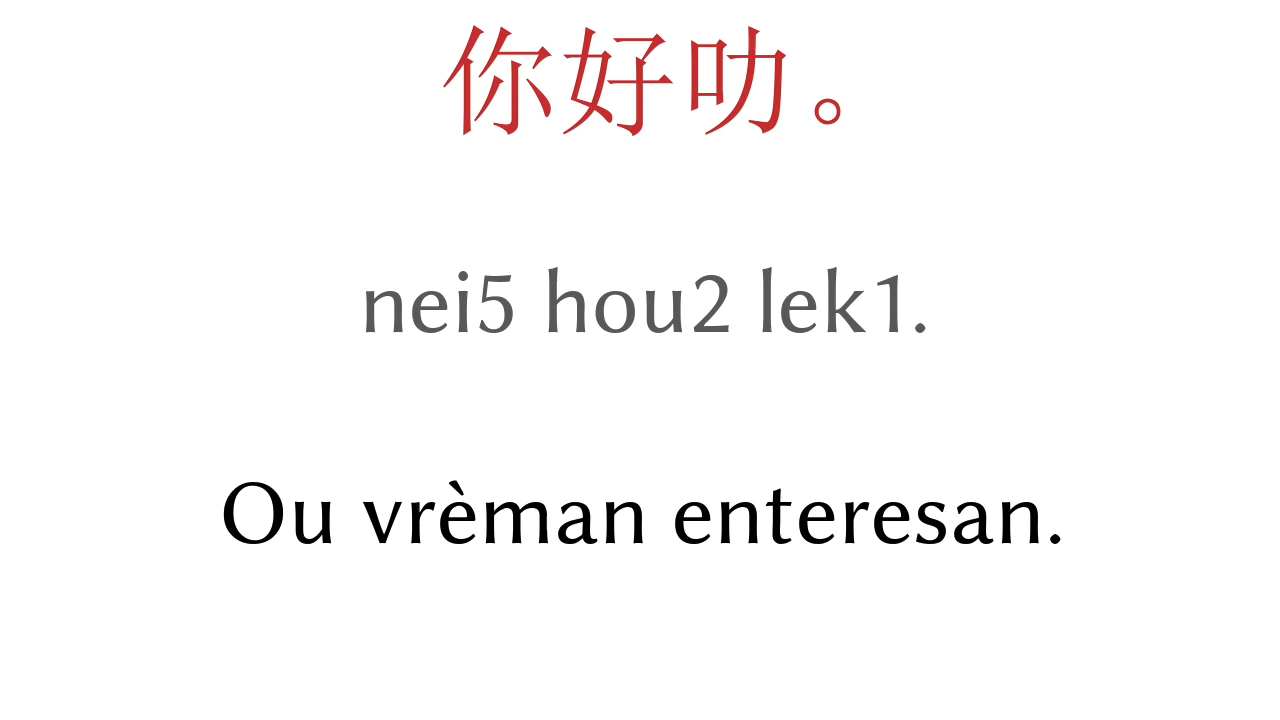 你好叻。
nei5 hou2 lek1.
Ou vrèman enteresan.